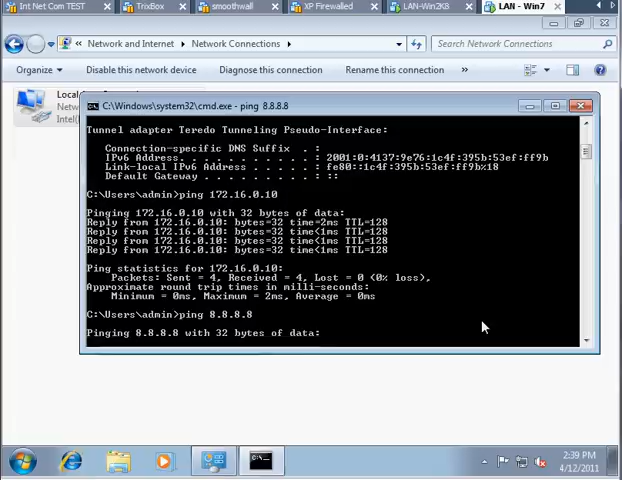 Int Net Com TEST
TrixBox
smoothwall
XP Firewalled
LAN-Win2K8
LAN - Win7
Network and Internet
Network Connections
Search Network Connections
Organize
Disable this network device
Diagnose this connection
Rename this connection
»
Loca
Netwo
Intel(
C:\Windows\system32\cmd.exe - ping 8.8.8.8
Tunnel adapter Teredo Tunneling Pseudo-Interface:
Connection-specific DNS Suffix . :
IPv6 Address. . . . . . . . . . . : 2001:0:4137:9e76:1c4f:395b:53ef:ff9b
Link-local IPv6 Address . . . . . : fe80::1c4f:395b:53ef:ff9b%18
Default Gateway . . . . . . . . . : ::
C:\Users\admin>ping 172.16.0.10
Pinging 172.16.0.10 with 32 bytes of data:
Reply from 172.16.0.10: bytes=32 time=2ms TTL=128
Reply from 172.16.0.10: bytes=32 time<1ms TTL=128
Reply from 172.16.0.10: bytes=32 time<1ms TTL=128
Reply from 172.16.0.10: bytes=32 time<1ms TTL=128
Ping statistics for 172.16.0.10:
Packets: Sent = 4, Received = 4, Lost = 0 (0% loss),
Approximate round trip times in milli-seconds:
Minimum = 0ms, Maximum = 2ms, Average = 0ms
C:\Users\admin>ping 8.8.8.8
Pinging 8.8.8.8 with 32 bytes of data:
2:39 PM
4/12/2011